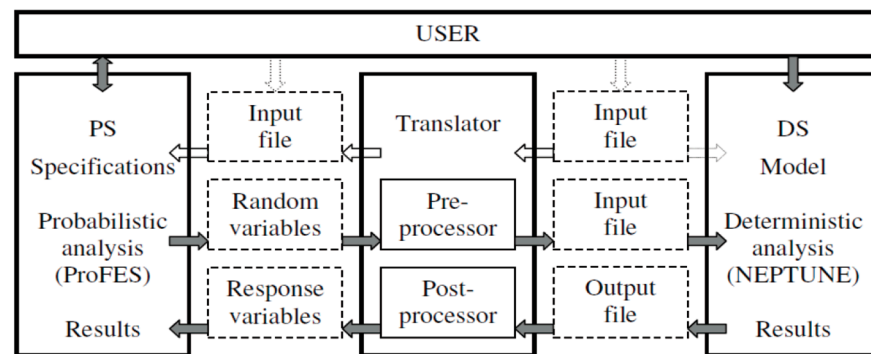 USER
PS
Specifications
Probabilistic
analysis
(ProFES)
Results
Input
file
Random
variables
Response
variables
Translator
Pre-
processor
Post-
processor
Input
file
Input
file
Output
file
DS
Model
Deterministic
analysis
(NEPTUNE)
Results